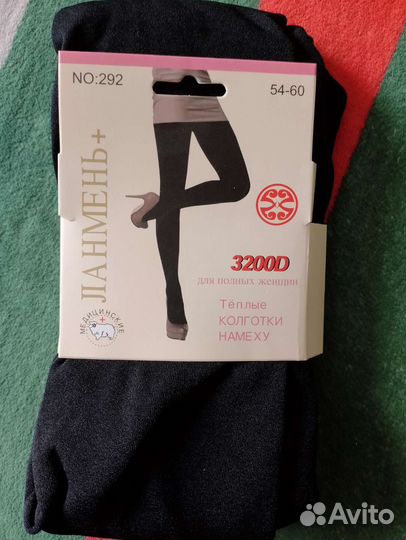 NO:292
54-60
ЛАНМЕНЬ+
3200D
для полных женщин
Тёплые
КОЛГОТКИ
НАМЕХУ
МЕДИЦИНСКИЕ
Avito